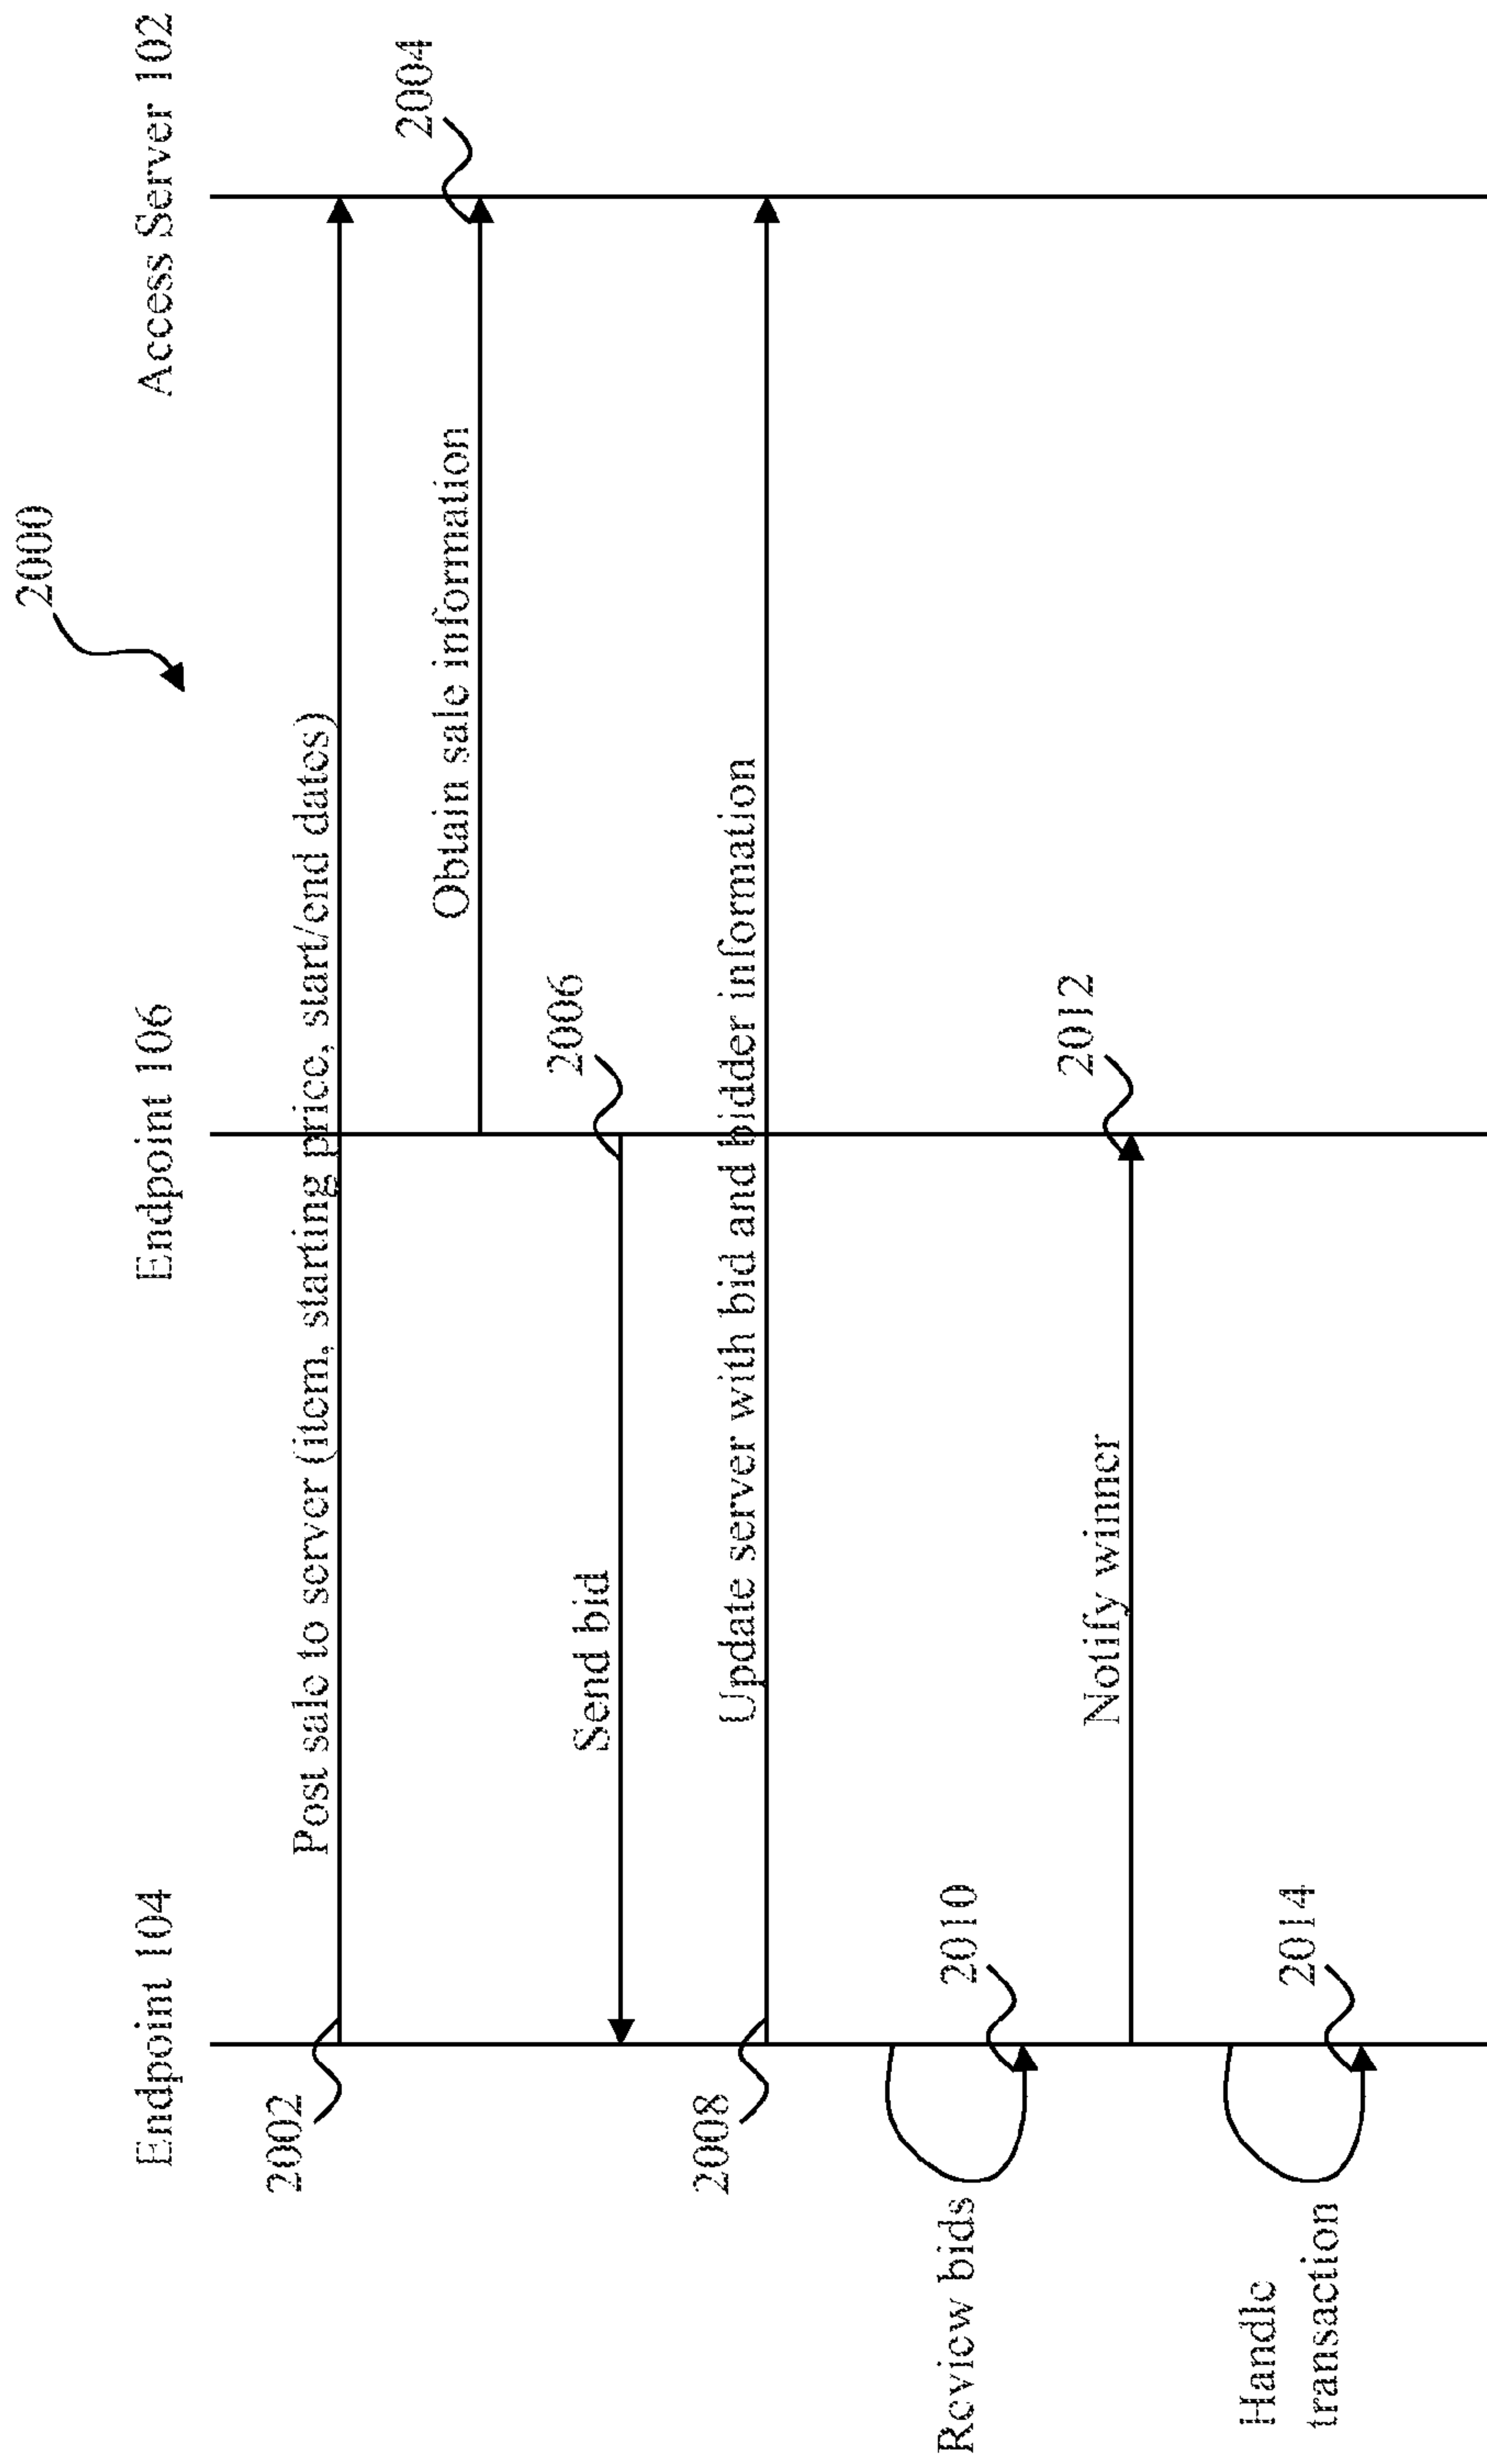 2000
Endpoint 104
Endpoint 106
Access Server 102
2002
Post sale to server (item, starting price, start/end dates)
2004
Obtain sale information
2006
Send bid
2008
Update server with bid and bidder information
Review bids
2010
2012
Notify winner
Handle
transaction
2014